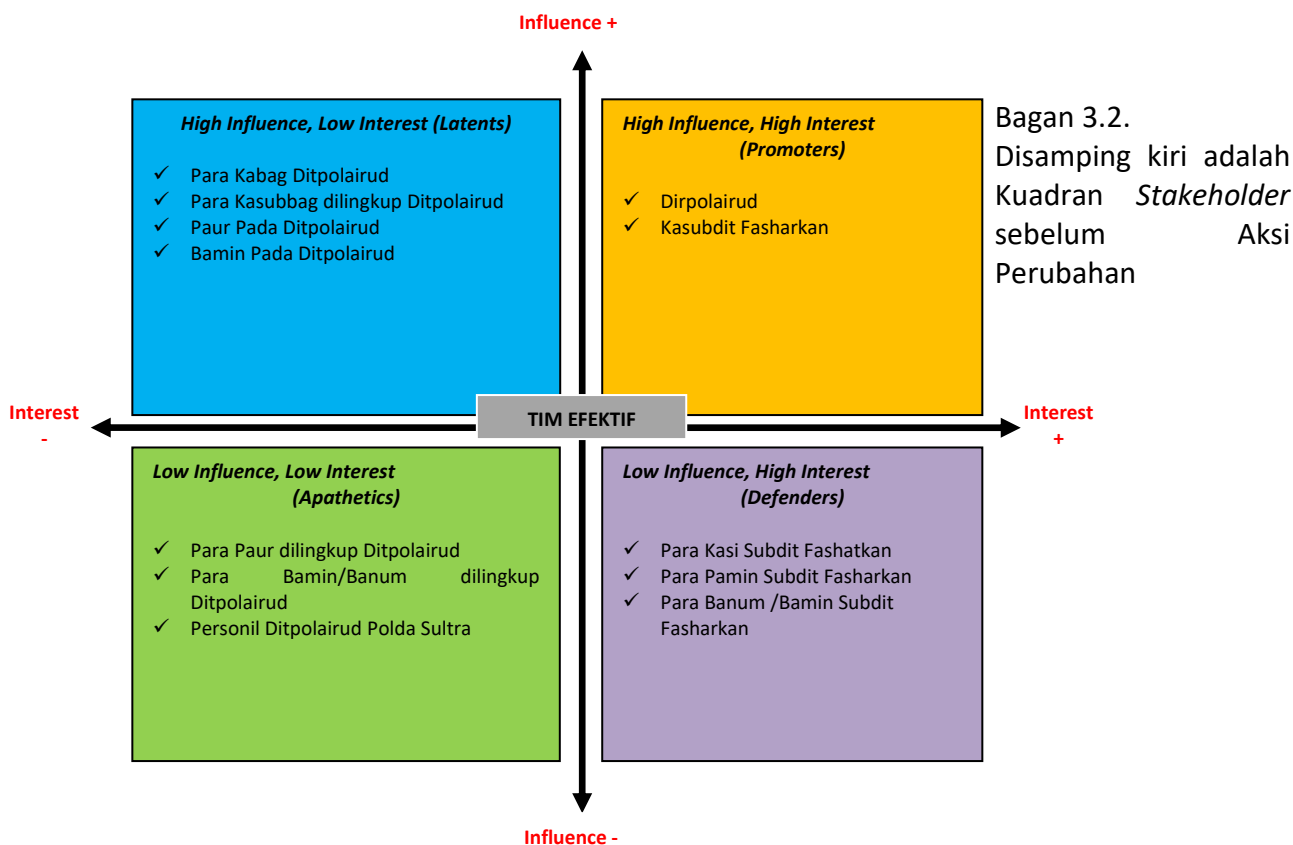 Influence +
High Influence, Low Interest (Latents)
✓ Para Kabag Ditpolairud
✓ Para Kasubbag dilingkup Ditpolairud
✓ Paur Pada Ditpolairud
✓ Bamin Pada Ditpolairud
High Influence, High Interest
(Promoters)
✓ Dirpolairud
✓ Kasubdit Fasharkan
Bagan 3.2.
Disamping kiri adalah
Kuadran Stakeholder
sebelum Aksi
Perubahan
Interest
-
TIM EFEKTIF
Interest
+
Low Influence, Low Interest
(Apathetics)
✓ Para Paur dilingkup Ditpolairud
✓ Para Bamin/Banum dilingkup
Ditpolairud
✓ Personil Ditpolairud Polda Sultra
Low Influence, High Interest
(Defenders)
✓ Para Kasi Subdit Fashatkan
✓ Para Pamin Subdit Fasharkan
✓ Para Banum /Bamin Subdit
Fasharkan
Influence -